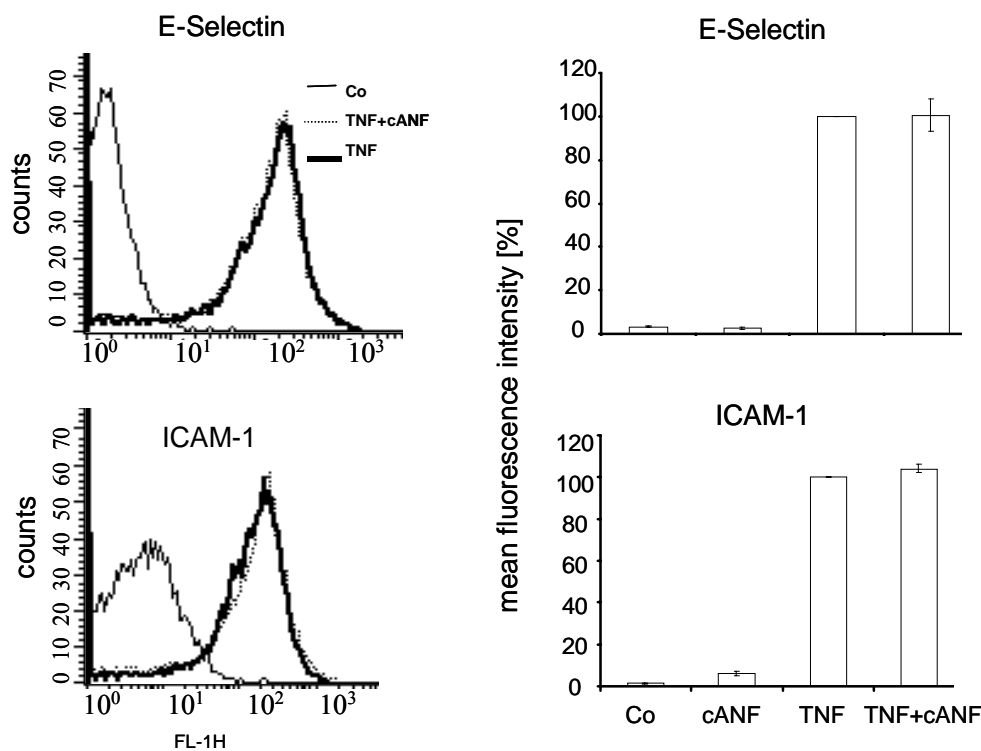 E-Selectin
counts
70
60
50
40
30
20
10
0
Co
TNF+cANF
TNF
10⁰ 10¹ 10² 10³
ICAM-1
counts
70
60
50
40
30
20
10
0
10⁰ 10¹ 10² 10³
FL-1H
mean fluorescence intensity [%]
E-Selectin
120
100
80
60
40
20
0
ICAM-1
120
100
80
60
40
20
0
Co cANF TNF TNF+cANF